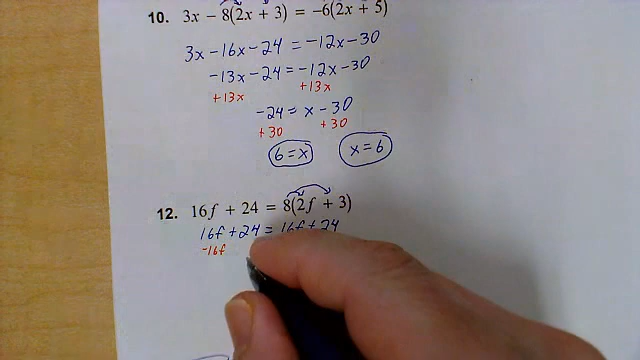 10. 3x − 8(2x + 3) = −6(2x + 5)
3x − 16x − 24 = −12x − 30
−13x − 24 = −12x − 30
+13x +13x
−24 = x − 30
+30 +30
6 = x x = 6
12. 16f + 24 = 8(2f + 3)
16f + 24 = 16f + 24
−16f